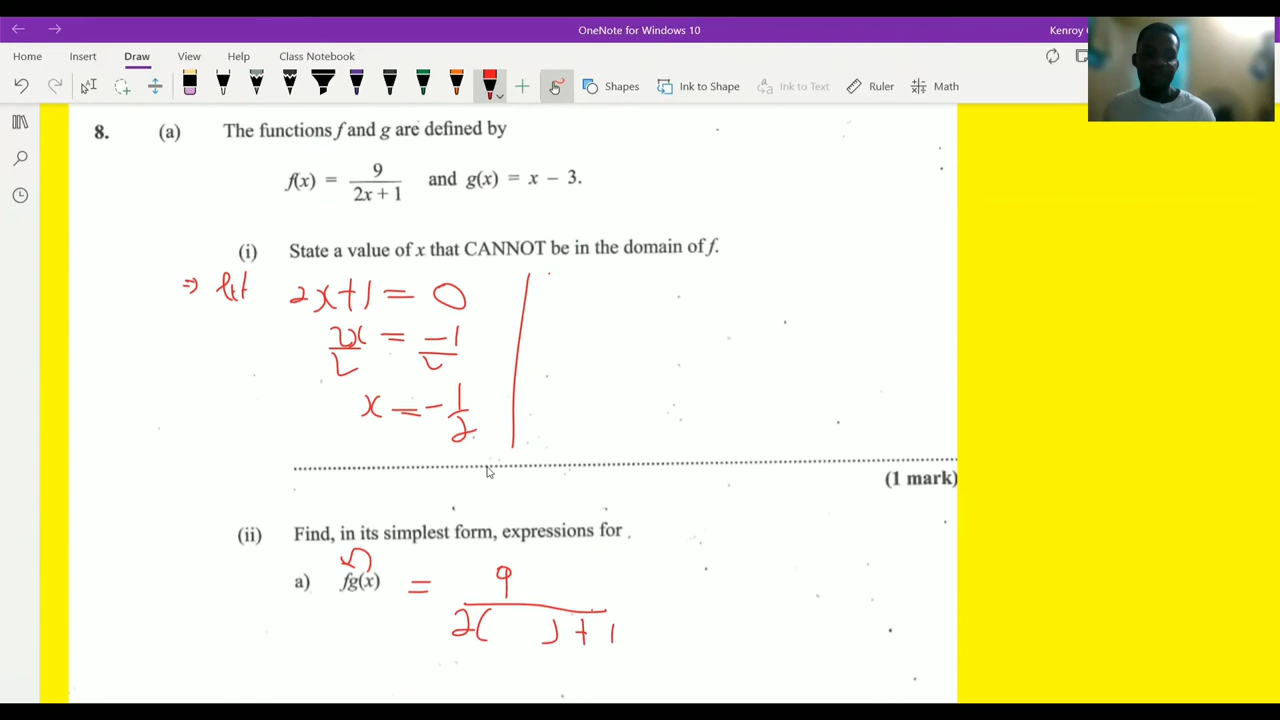 OneNote for Windows 10
Kenroy
Home Insert Draw View Help Class Notebook
Shapes Ink to Shape Ink to Text Ruler Math
8. (a) The functions f and g are defined by
f(x) = 9/(2x + 1) and g(x) = x − 3.
(i) State a value of x that CANNOT be in the domain of f.
⇒ let 2x+1 = 0
2x/2 = −1/2
x = −1/2
(1 mark)
(ii) Find, in its simplest form, expressions for
a) fg(x) = 9/(2( ) + 1